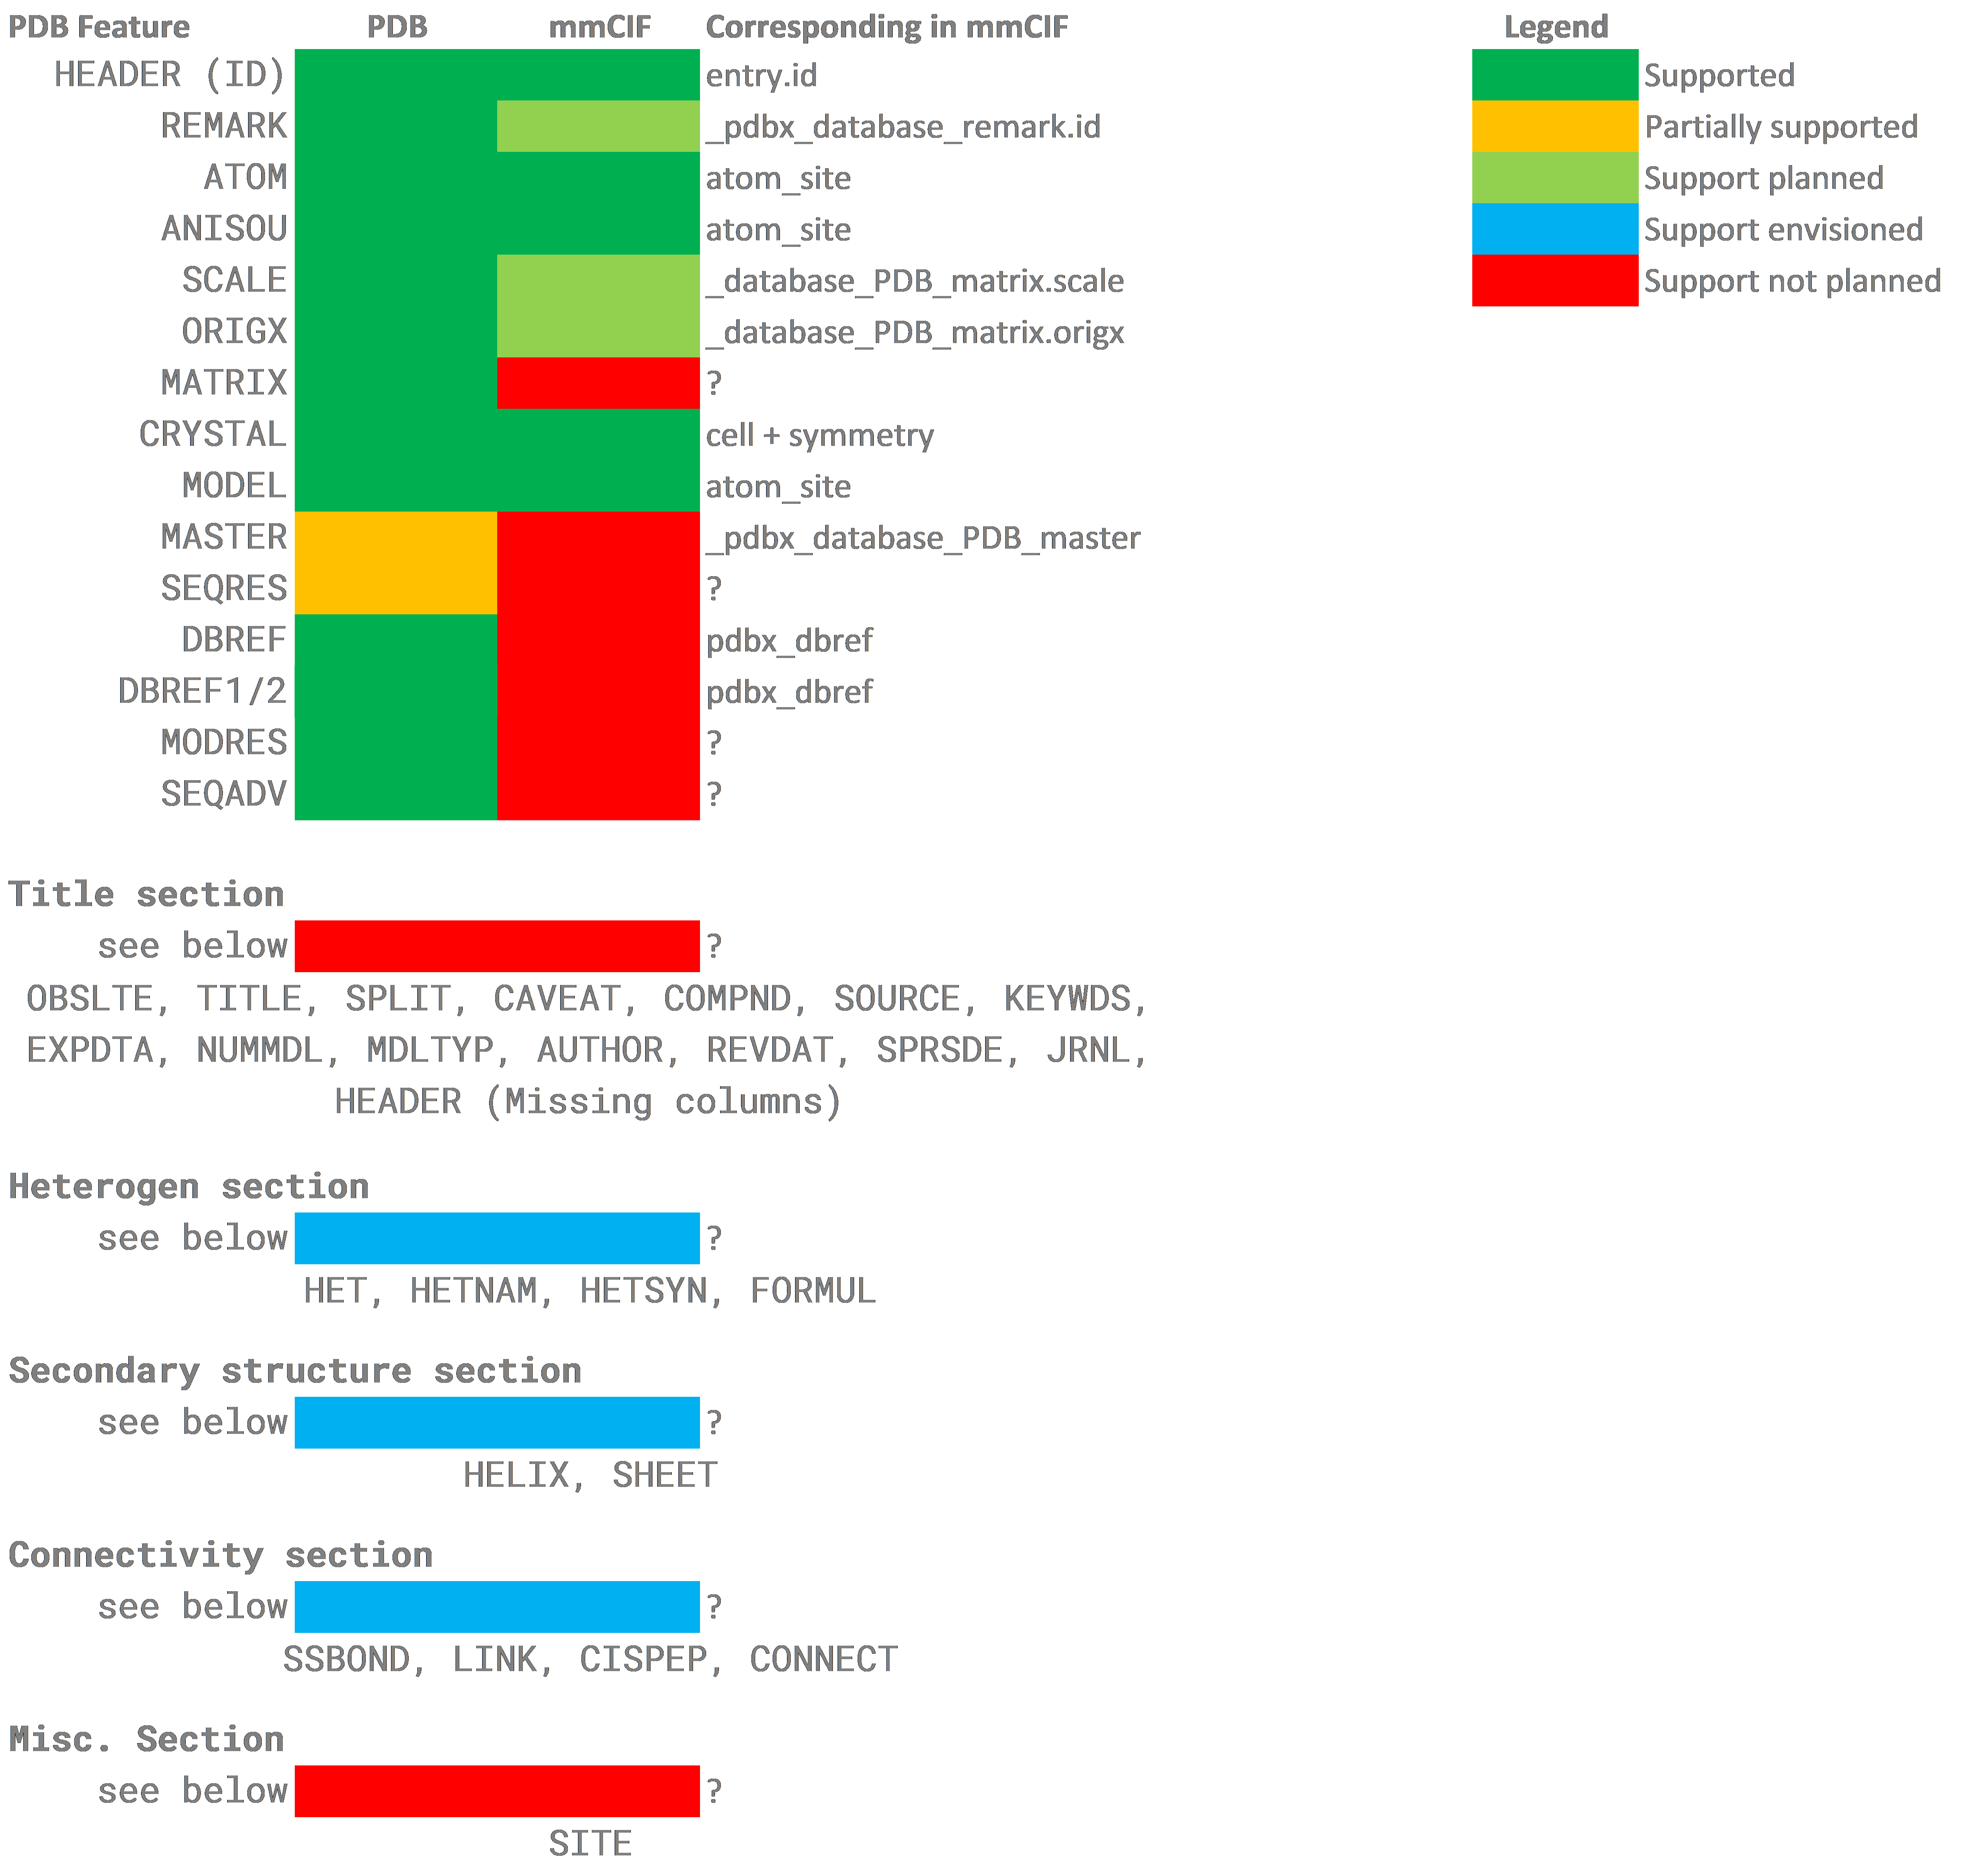 PDB Feature PDB mmCIF Corresponding in mmCIF Legend
HEADER (ID) entry.id Supported
REMARK _pdbx_database_remark.id Partially supported
ATOM atom_site Support planned
ANISOU atom_site Support envisioned
SCALE _database_PDB_matrix.scale Support not planned
ORIGX _database_PDB_matrix.origx
MATRIX ?
CRYSTAL cell + symmetry
MODEL atom_site
MASTER _pdbx_database_PDB_master
SEQRES ?
DBREF pdbx_dbref
DBREF1/2 pdbx_dbref
MODRES ?
SEQADV ?
Title section
see below ?
OBSLTE, TITLE, SPLIT, CAVEAT, COMPND, SOURCE, KEYWDS,
EXPDTA, NUMMDL, MDLTYP, AUTHOR, REVDAT, SPRSDE, JRNL,
HEADER (Missing columns)
Heterogen section
see below ?
HET, HETNAM, HETSYN, FORMUL
Secondary structure section
see below ?
HELIX, SHEET
Connectivity section
see below ?
SSBOND, LINK, CISPEP, CONNECT
Misc. Section
see below ?
SITE